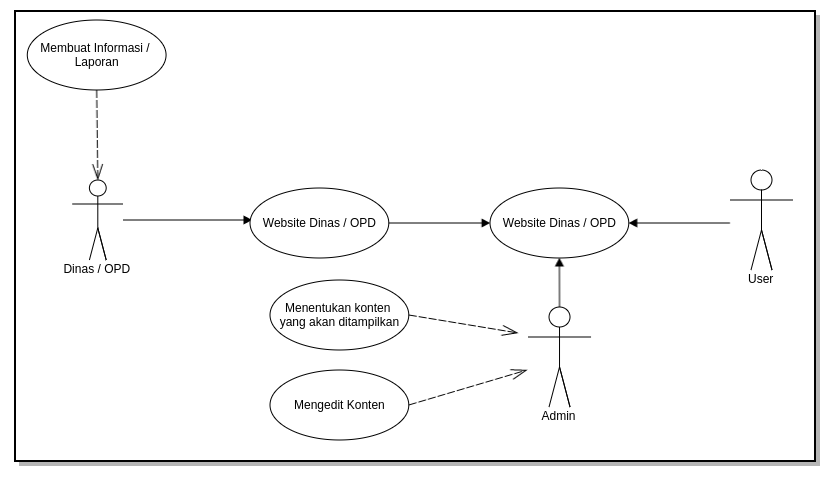 Membuat Informasi /
Laporan
Dinas / OPD
Website Dinas / OPD
Website Dinas / OPD
User
Menentukan konten
yang akan ditampilkan
Mengedit Konten
Admin